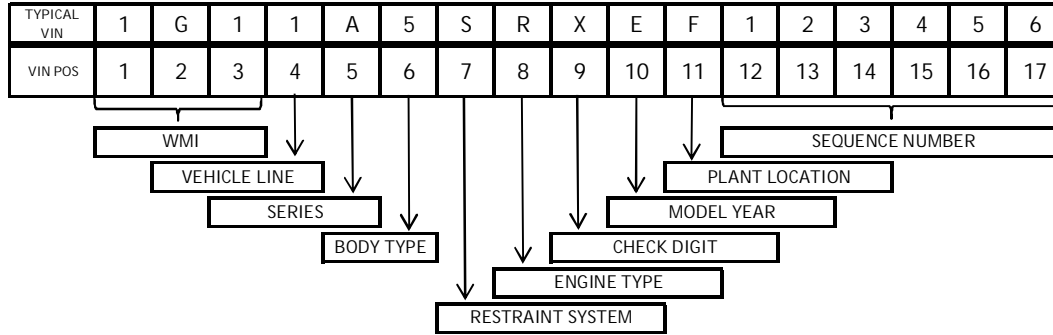 TYPICAL VIN 1 G 1 1 A 5 S R X E F 1 2 3 4 5 6
VIN POS 1 2 3 4 5 6 7 8 9 10 11 12 13 14 15 16 17
WMI SEQUENCE NUMBER
VEHICLE LINE PLANT LOCATION
SERIES MODEL YEAR
BODY TYPE CHECK DIGIT
ENGINE TYPE
RESTRAINT SYSTEM